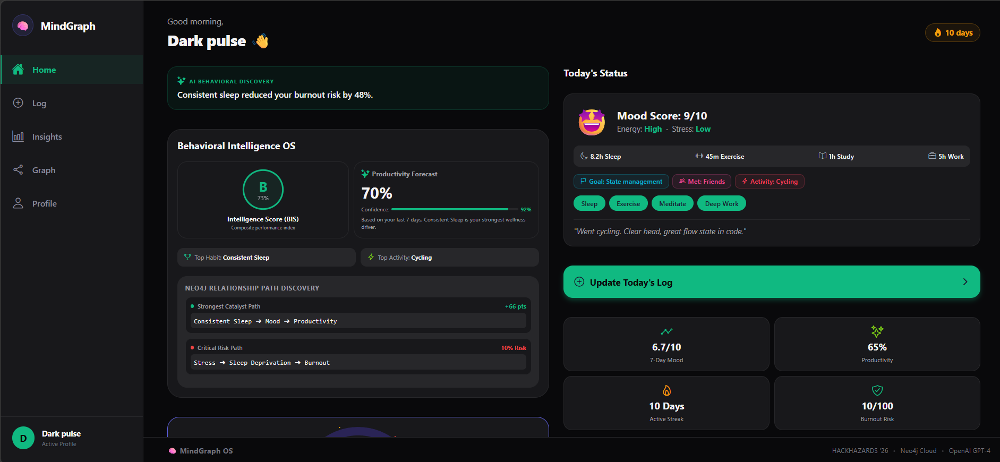 MindGraph
Home
Log
Insights
Graph
Profile
D
Dark pulse
Active Profile
Good morning,
Dark pulse
10 days
AI BEHAVIORAL DISCOVERY
Consistent sleep reduced your burnout risk by 48%.
Behavioral Intelligence OS
B
73%
Intelligence Score (BIS)
Composite performance index
Productivity Forecast
70%
Confidence: 92%
Based on your last 7 days, Consistent Sleep is your strongest wellness
driver.
Top Habit: Consistent Sleep
Top Activity: Cycling
NEO4J RELATIONSHIP PATH DISCOVERY
Strongest Catalyst Path +66 pts
Consistent Sleep → Mood → Productivity
Critical Risk Path 10% Risk
Stress → Sleep Deprivation → Burnout
Today's Status
Mood Score: 9/10
Energy: High · Stress: Low
8.2h Sleep 45m Exercise 1h Study 5h Work
Goal: State management Met: Friends Activity: Cycling
Sleep Exercise Meditate Deep Work
"Went cycling. Clear head, great flow state in code."
Update Today's Log
6.7/10
7-Day Mood
65%
Productivity
10 Days
Active Streak
10/100
Burnout Risk
MindGraph OS
HACKHAZARDS '26 • Neo4j Cloud • OpenAI GPT-4